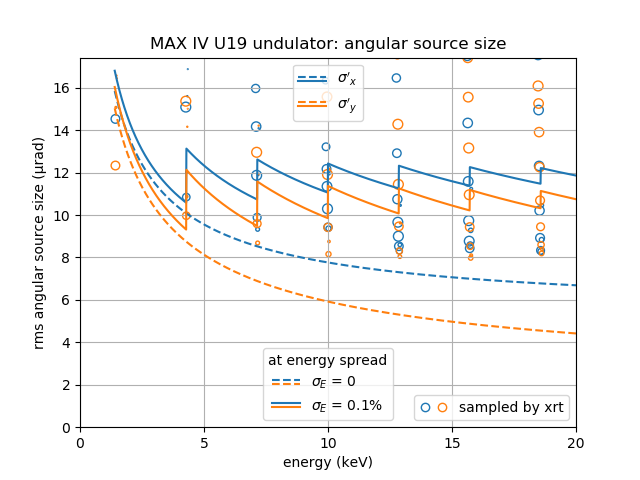 MAX IV U19 undulator: angular source size
rms angular source size (μrad)
16
14
12
10
8
6
4
2
0
σ′x
σ′y
at energy spread
σE = 0
σE = 0.1%
sampled by xrt
0 5 10 15 20
energy (keV)